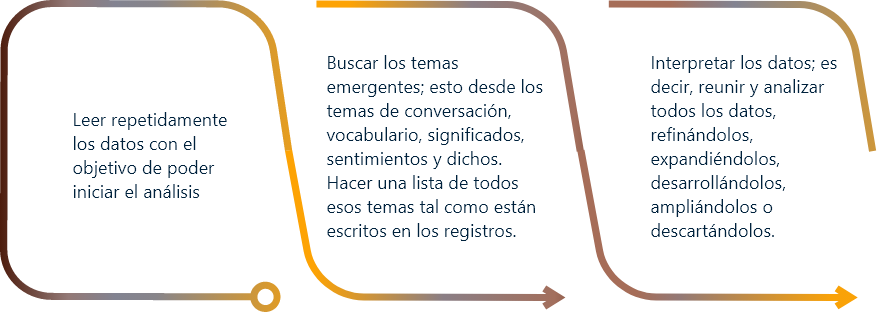 Leer repetidamente
los datos con el
objetivo de poder
iniciar el análisis
Buscar los temas
emergentes; esto desde los
temas de conversación,
vocabulario, significados,
sentimientos y dichos.
Hacer una lista de todos
esos temas tal como están
escritos en los registros.
Interpretar los datos; es
decir, reunir y analizar
todos los datos,
refinándolos,
expandiéndolos,
desarrollándolos,
ampliándolos o
descartándolos.